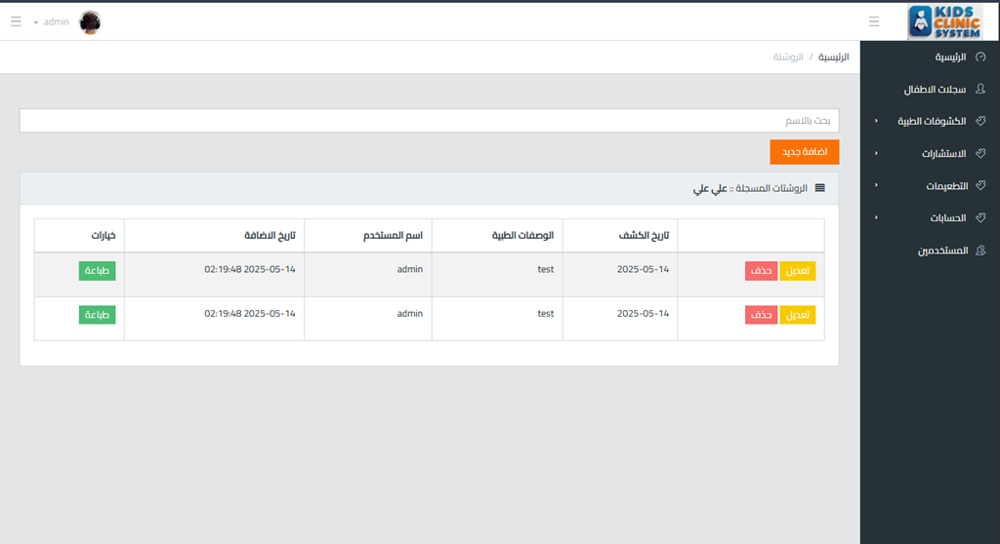 KIDS
CLINIC
SYSTEM
admin
الرئيسية
سجلات الاطفال
الكشوفات الطبية
الاستشارات
التطعيمات
الحسابات
المستخدمين
الرئيسية / الروشتة
بحث بالاسم
اضافة جديد
الروشتات المسجلة :: علي علي
تاريخ الكشف الوصفات الطبية اسم المستخدم تاريخ الاضافة خيارات
تعديل حذف 2025-05-14 test admin 2025-05-14 02:19:48 طباعة
تعديل حذف 2025-05-14 test admin 2025-05-14 02:19:48 طباعة